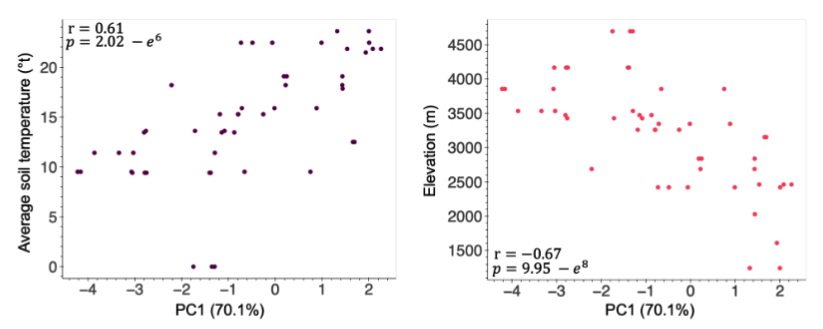 r = 0.61
p = 2.02 − e⁶
Average soil temperature (°t)
20
15
10
5
0
−4 −3 −2 −1 0 1 2
PC1 (70.1%)
Elevation (m)
4500
4000
3500
3000
2500
2000
1500
r = −0.67
p = 9.95 − e⁸
−4 −3 −2 −1 0 1 2
PC1 (70.1%)